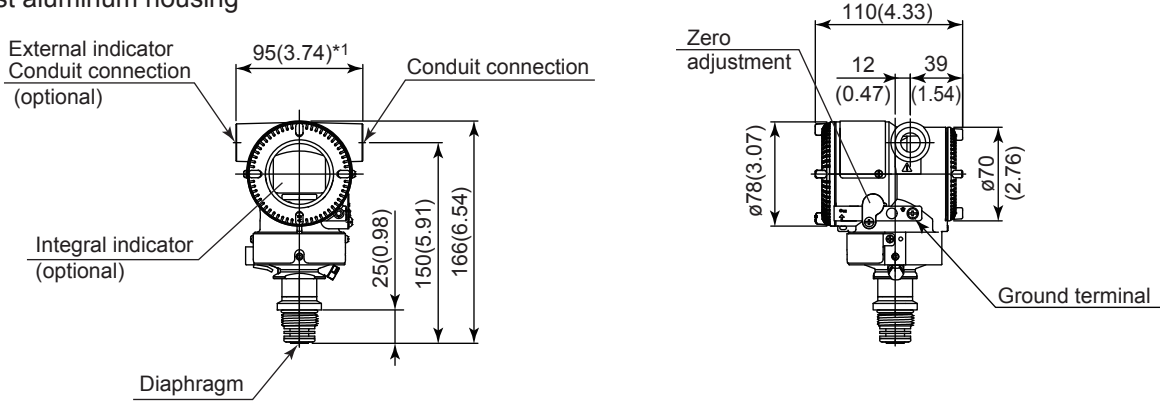 aluminum housing
External indicator
Conduit connection
(optional)
95(3.74)*1
Conduit connection
Integral indicator
(optional)
25(0.98)
150(5.91)
166(6.54)
Diaphragm
110(4.33)
Zero
adjustment
12
(0.47)
39
(1.54)
ø78(3.07)
ø70
(2.76)
Ground terminal